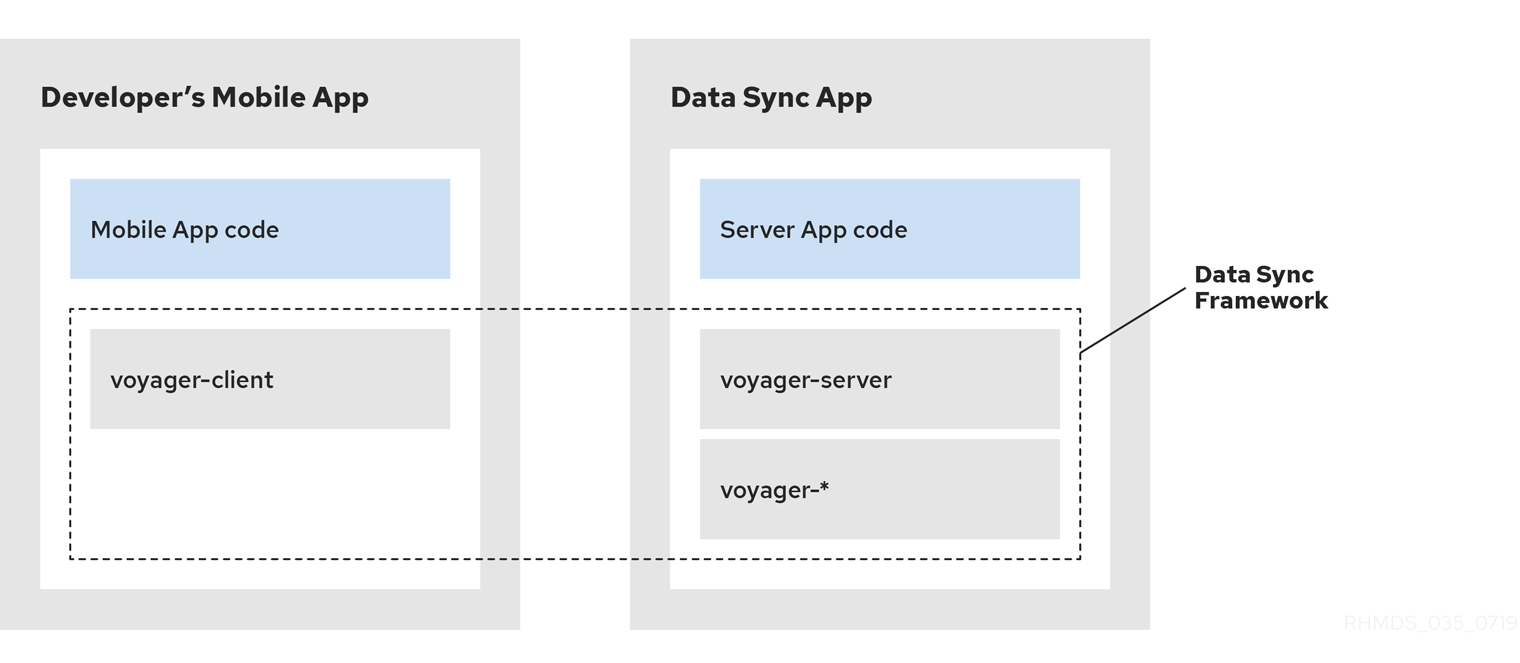 Developer’s Mobile App
Mobile App code
voyager-client
Data Sync App
Server App code
voyager-server
voyager-*
Data Sync
Framework
RHMDS_035_0719